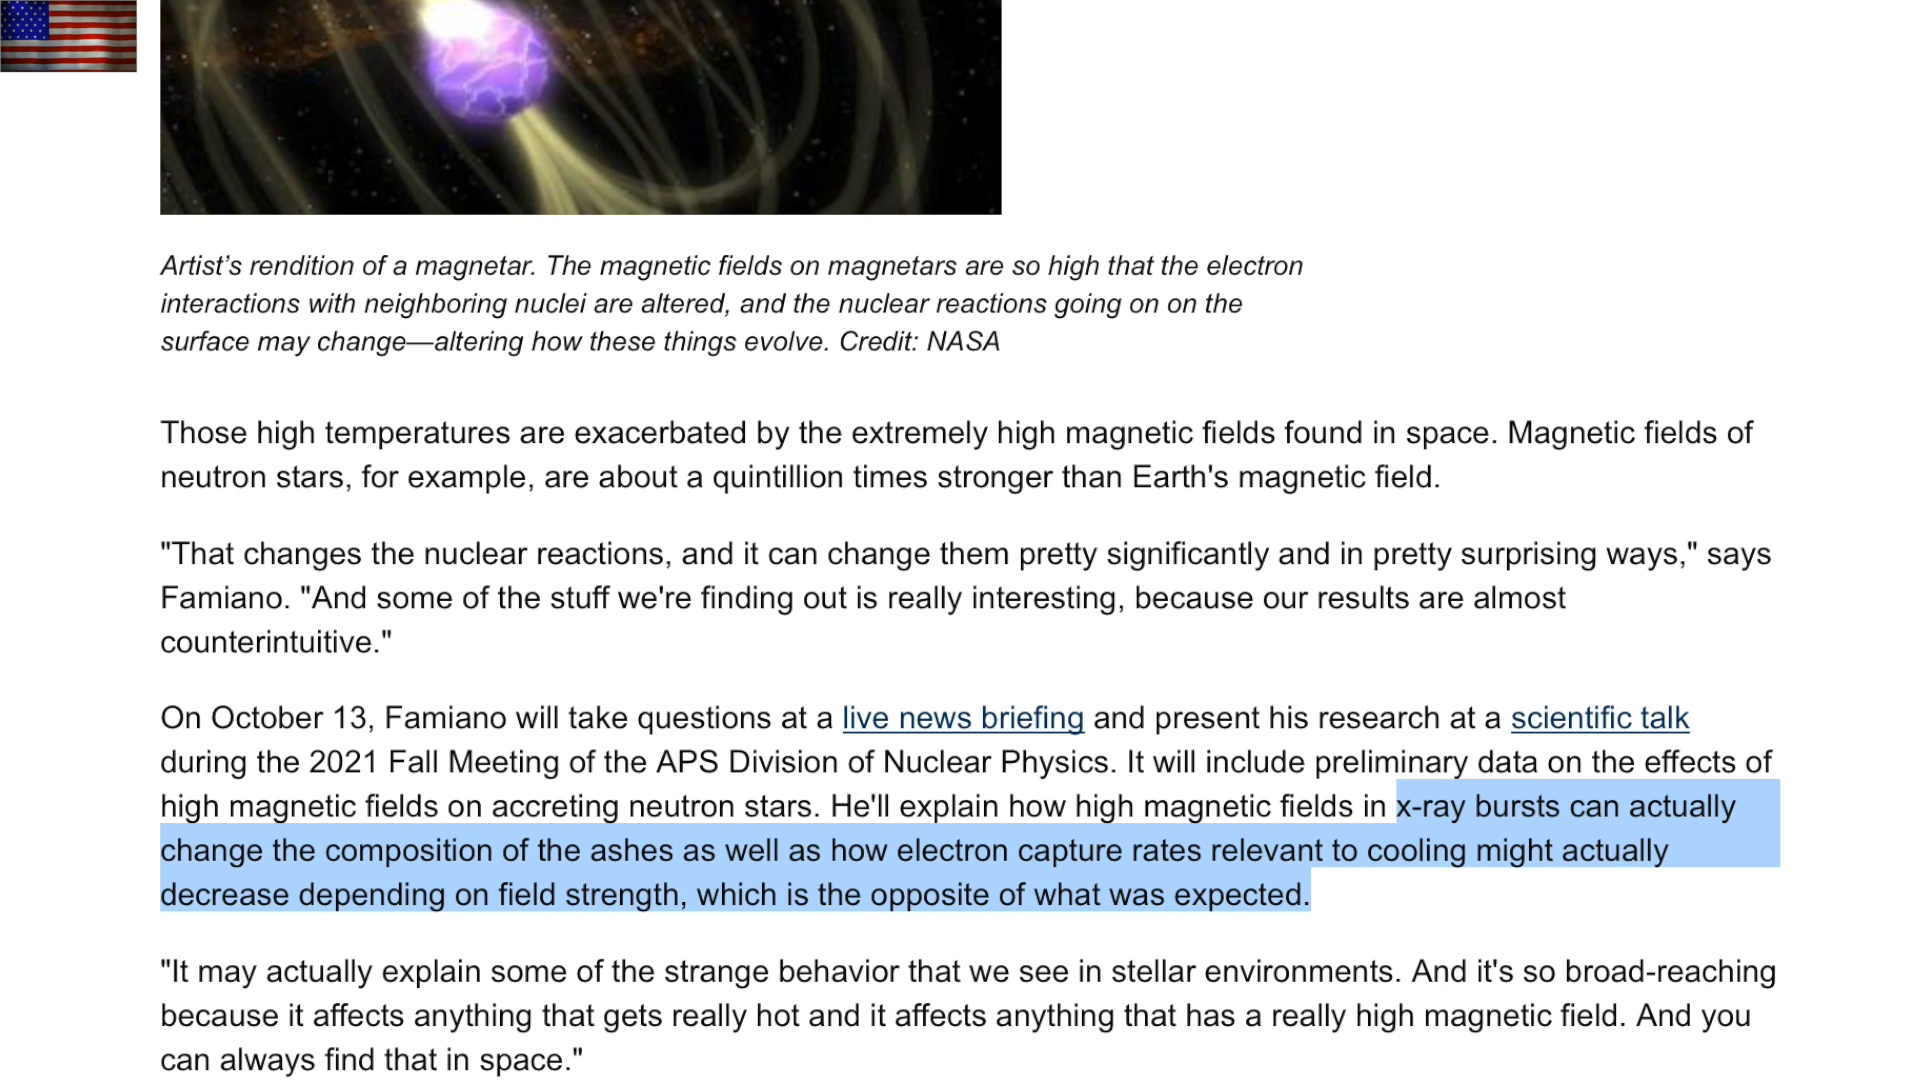 Artist’s rendition of a magnetar. The magnetic fields on magnetars are so high that the electron
interactions with neighboring nuclei are altered, and the nuclear reactions going on on the
surface may change—altering how these things evolve. Credit: NASA
Those high temperatures are exacerbated by the extremely high magnetic fields found in space. Magnetic fields of
neutron stars, for example, are about a quintillion times stronger than Earth's magnetic field.
"That changes the nuclear reactions, and it can change them pretty significantly and in pretty surprising ways," says
Famiano. "And some of the stuff we're finding out is really interesting, because our results are almost
counterintuitive."
On October 13, Famiano will take questions at a live news briefing and present his research at a scientific talk
during the 2021 Fall Meeting of the APS Division of Nuclear Physics. It will include preliminary data on the effects of
high magnetic fields on accreting neutron stars. He'll explain how high magnetic fields in x-ray bursts can actually
change the composition of the ashes as well as how electron capture rates relevant to cooling might actually
decrease depending on field strength, which is the opposite of what was expected.
"It may actually explain some of the strange behavior that we see in stellar environments. And it's so broad-reaching
because it affects anything that gets really hot and it affects anything that has a really high magnetic field. And you
can always find that in space."